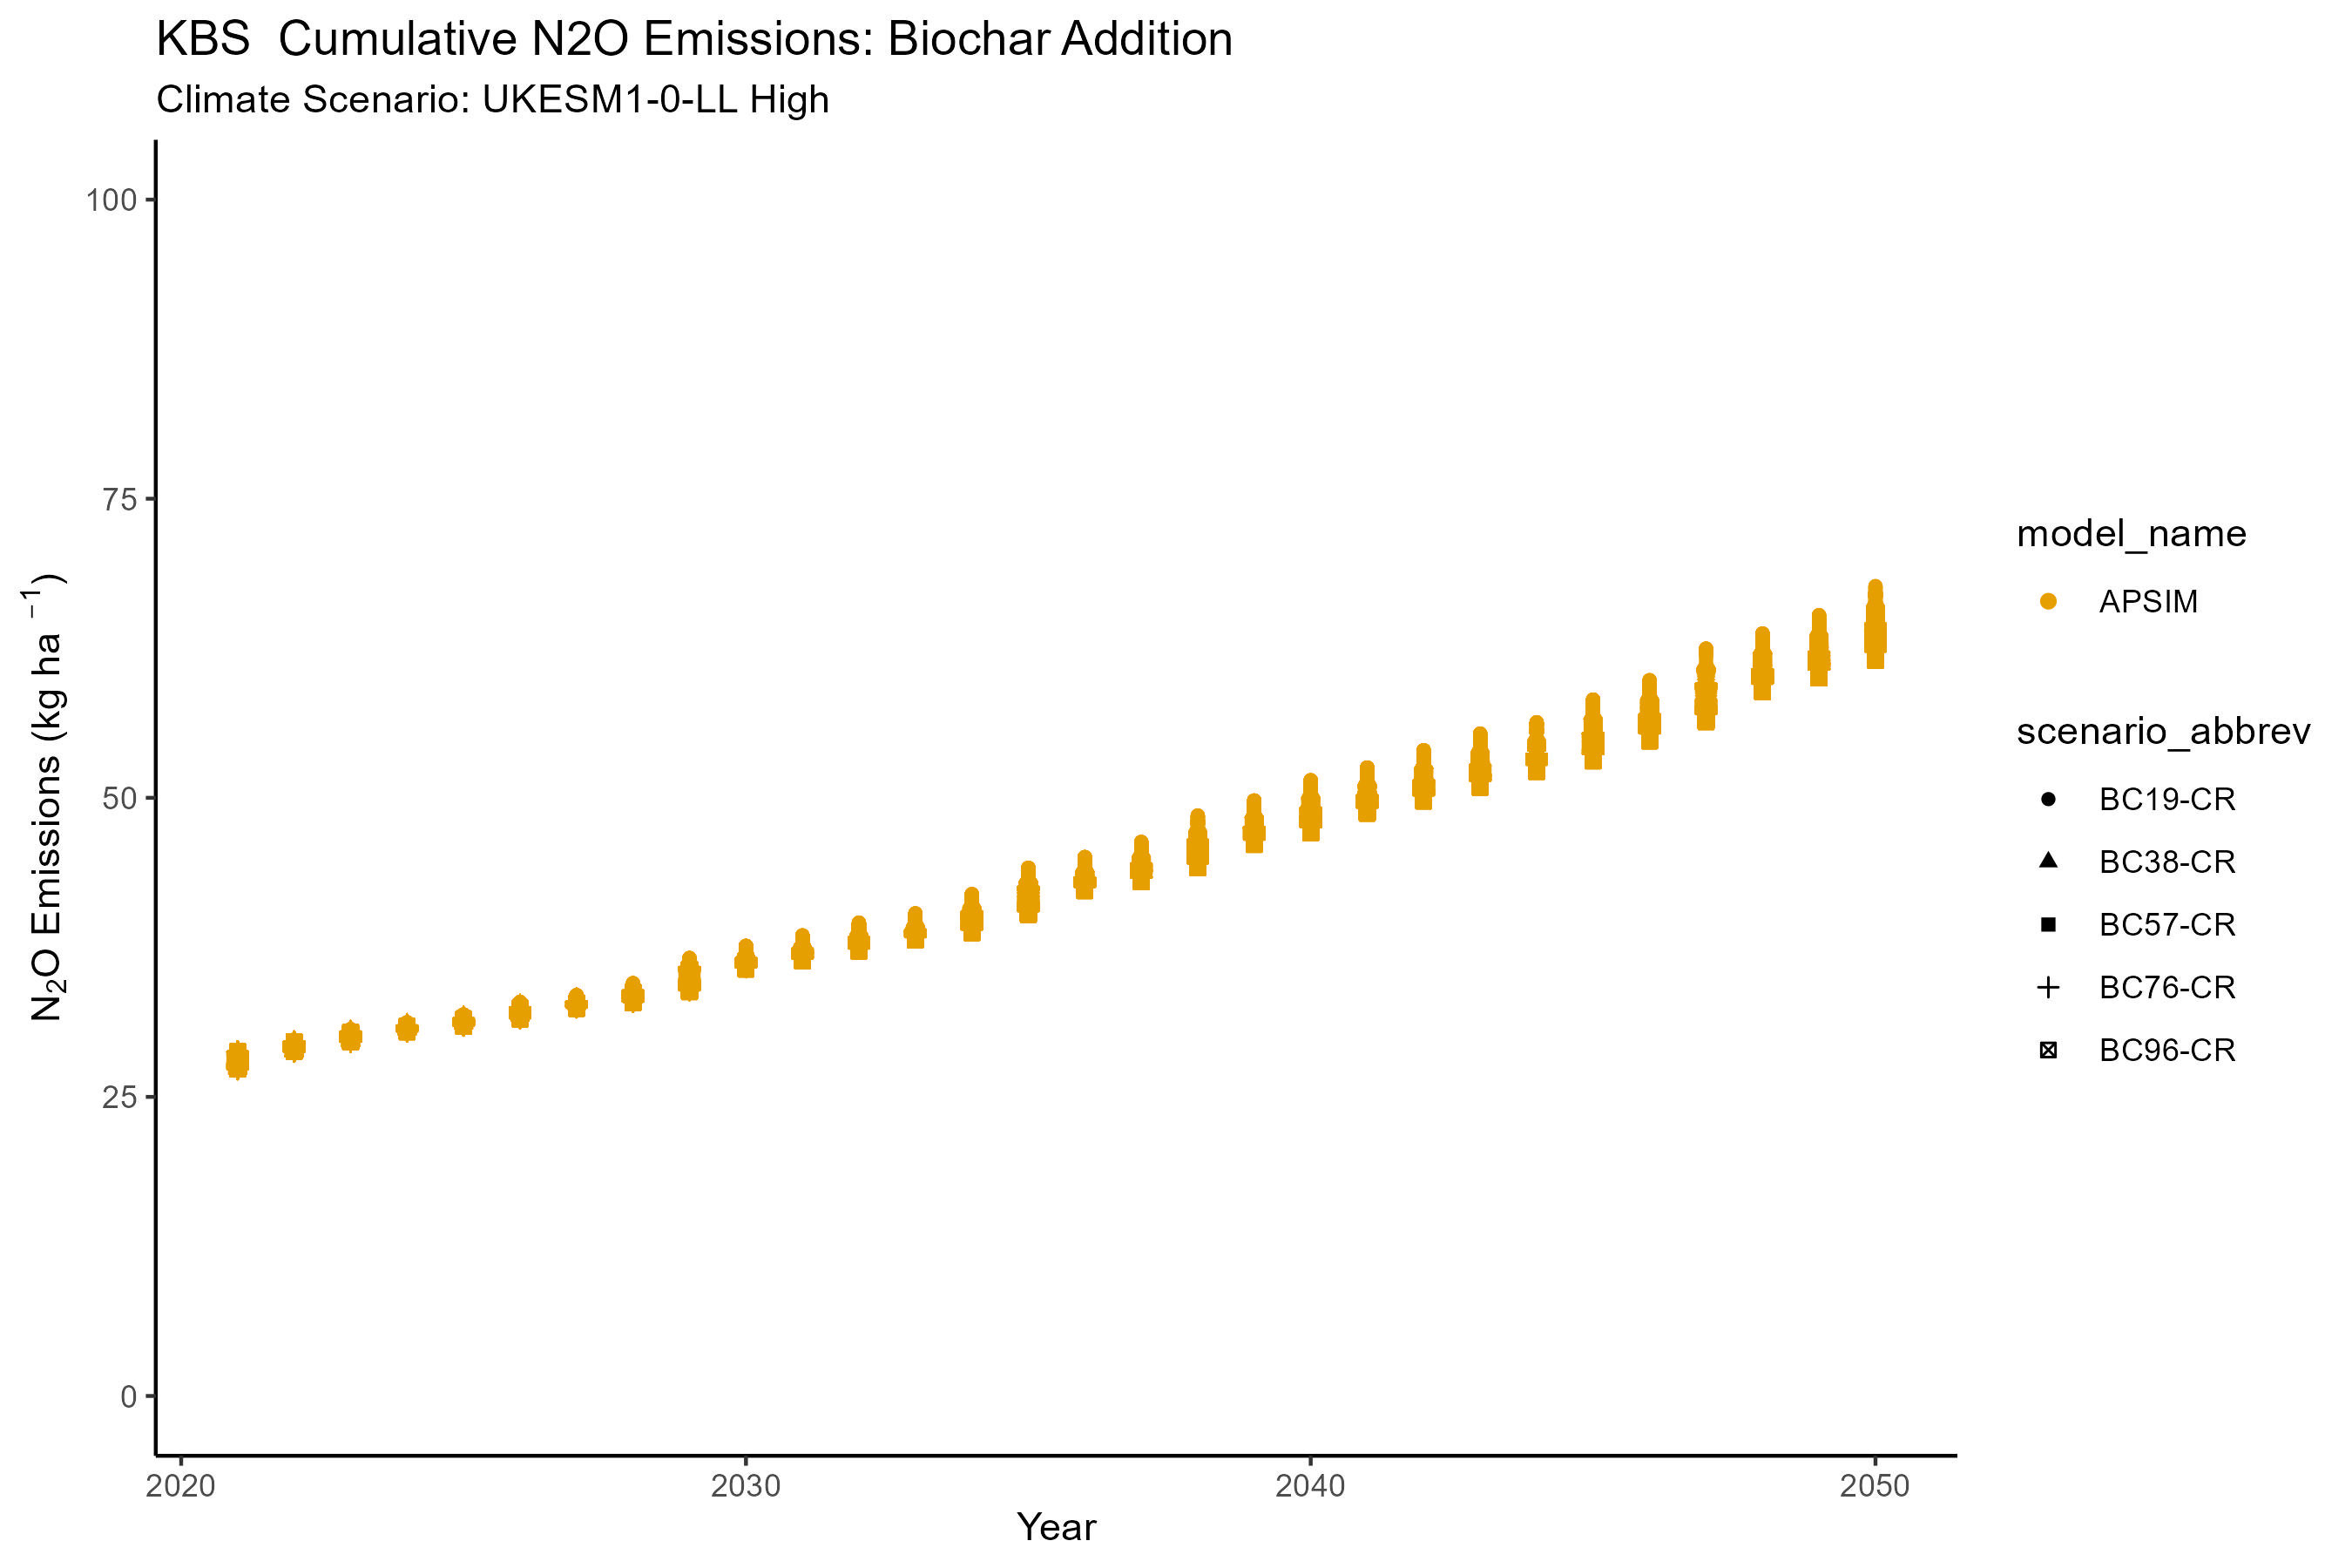 KBS  Cumulative N2O Emissions: Biochar Addition
Climate Scenario: UKESM1-0-LL High
N₂O Emissions (kg ha ⁻¹)
100
75
50
25
0
2020
2030
2040
2050
Year
model_name
APSIM
scenario_abbrev
BC19-CR
BC38-CR
BC57-CR
BC76-CR
BC96-CR